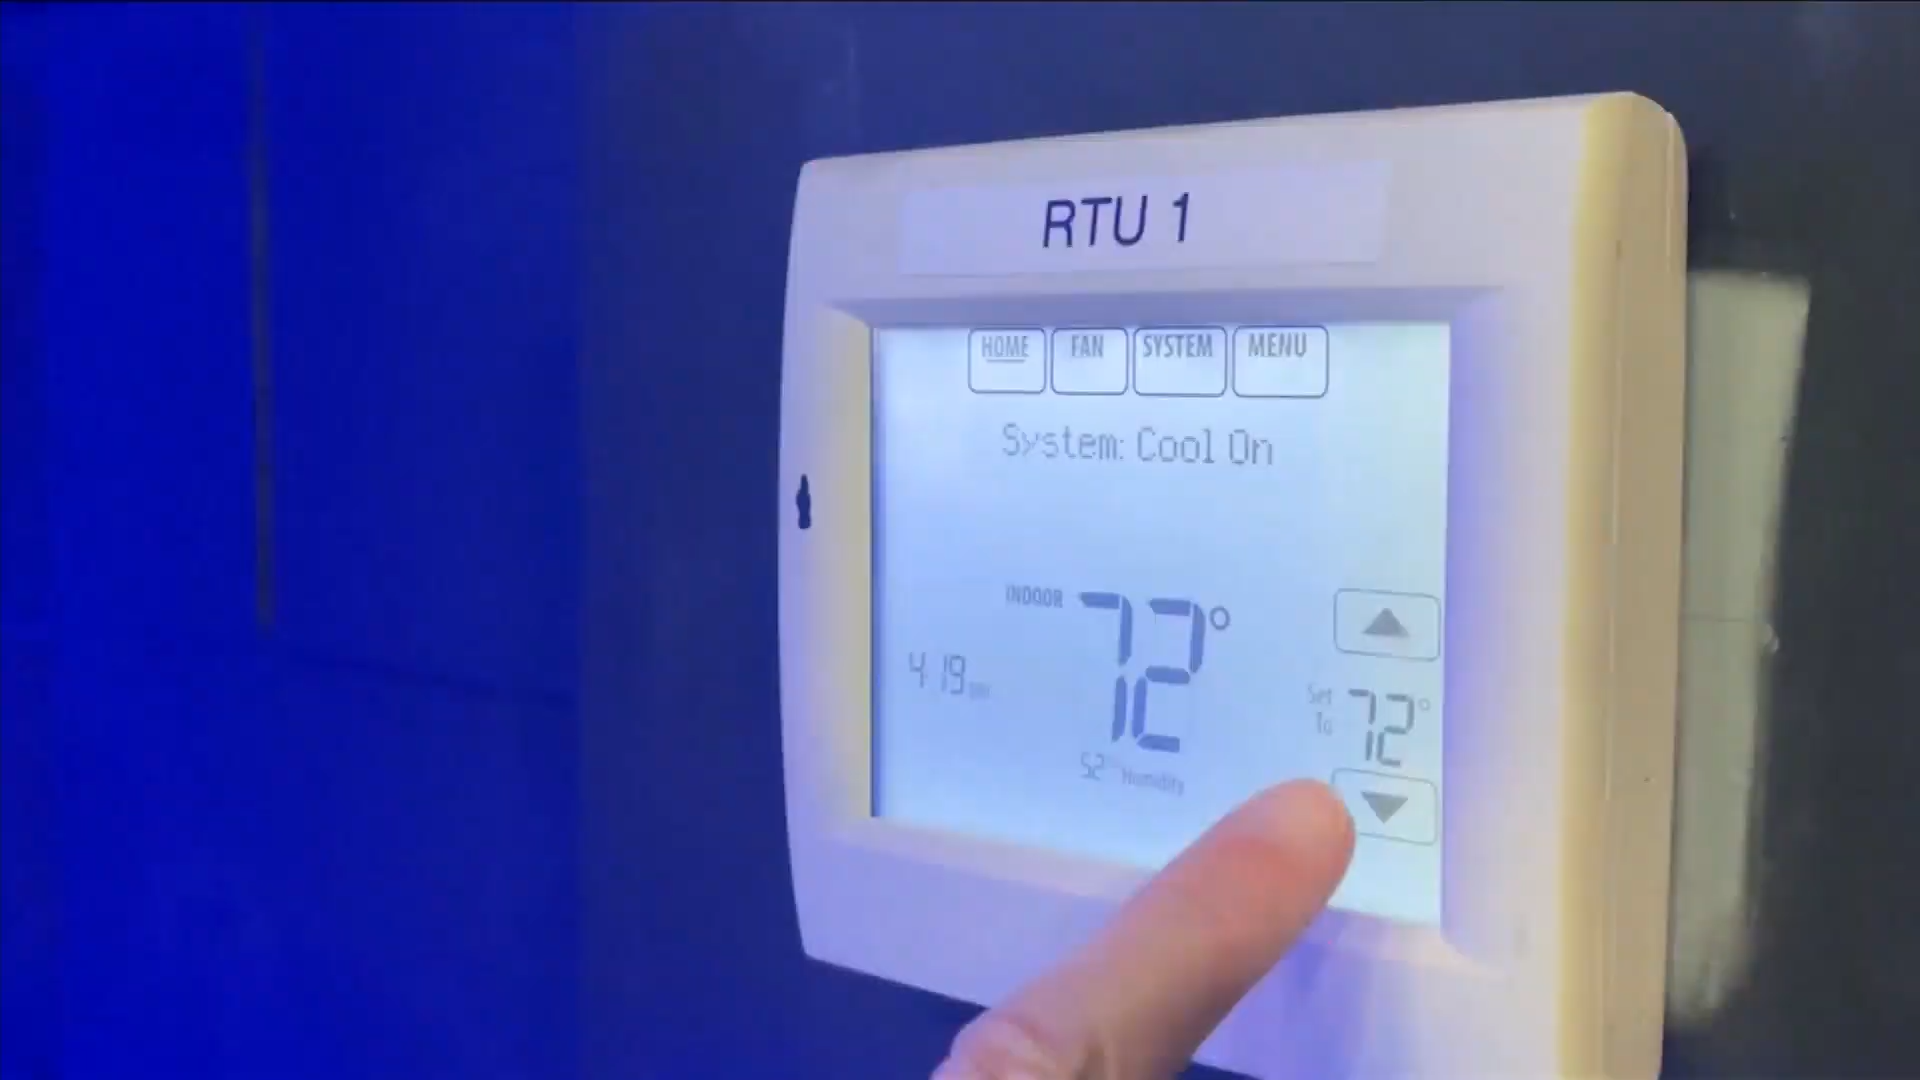 RTU 1
HOME FAN SYSTEM MENU
System: Cool On
INDOOR 72°
4:19
Set To 72°
52% Humidity